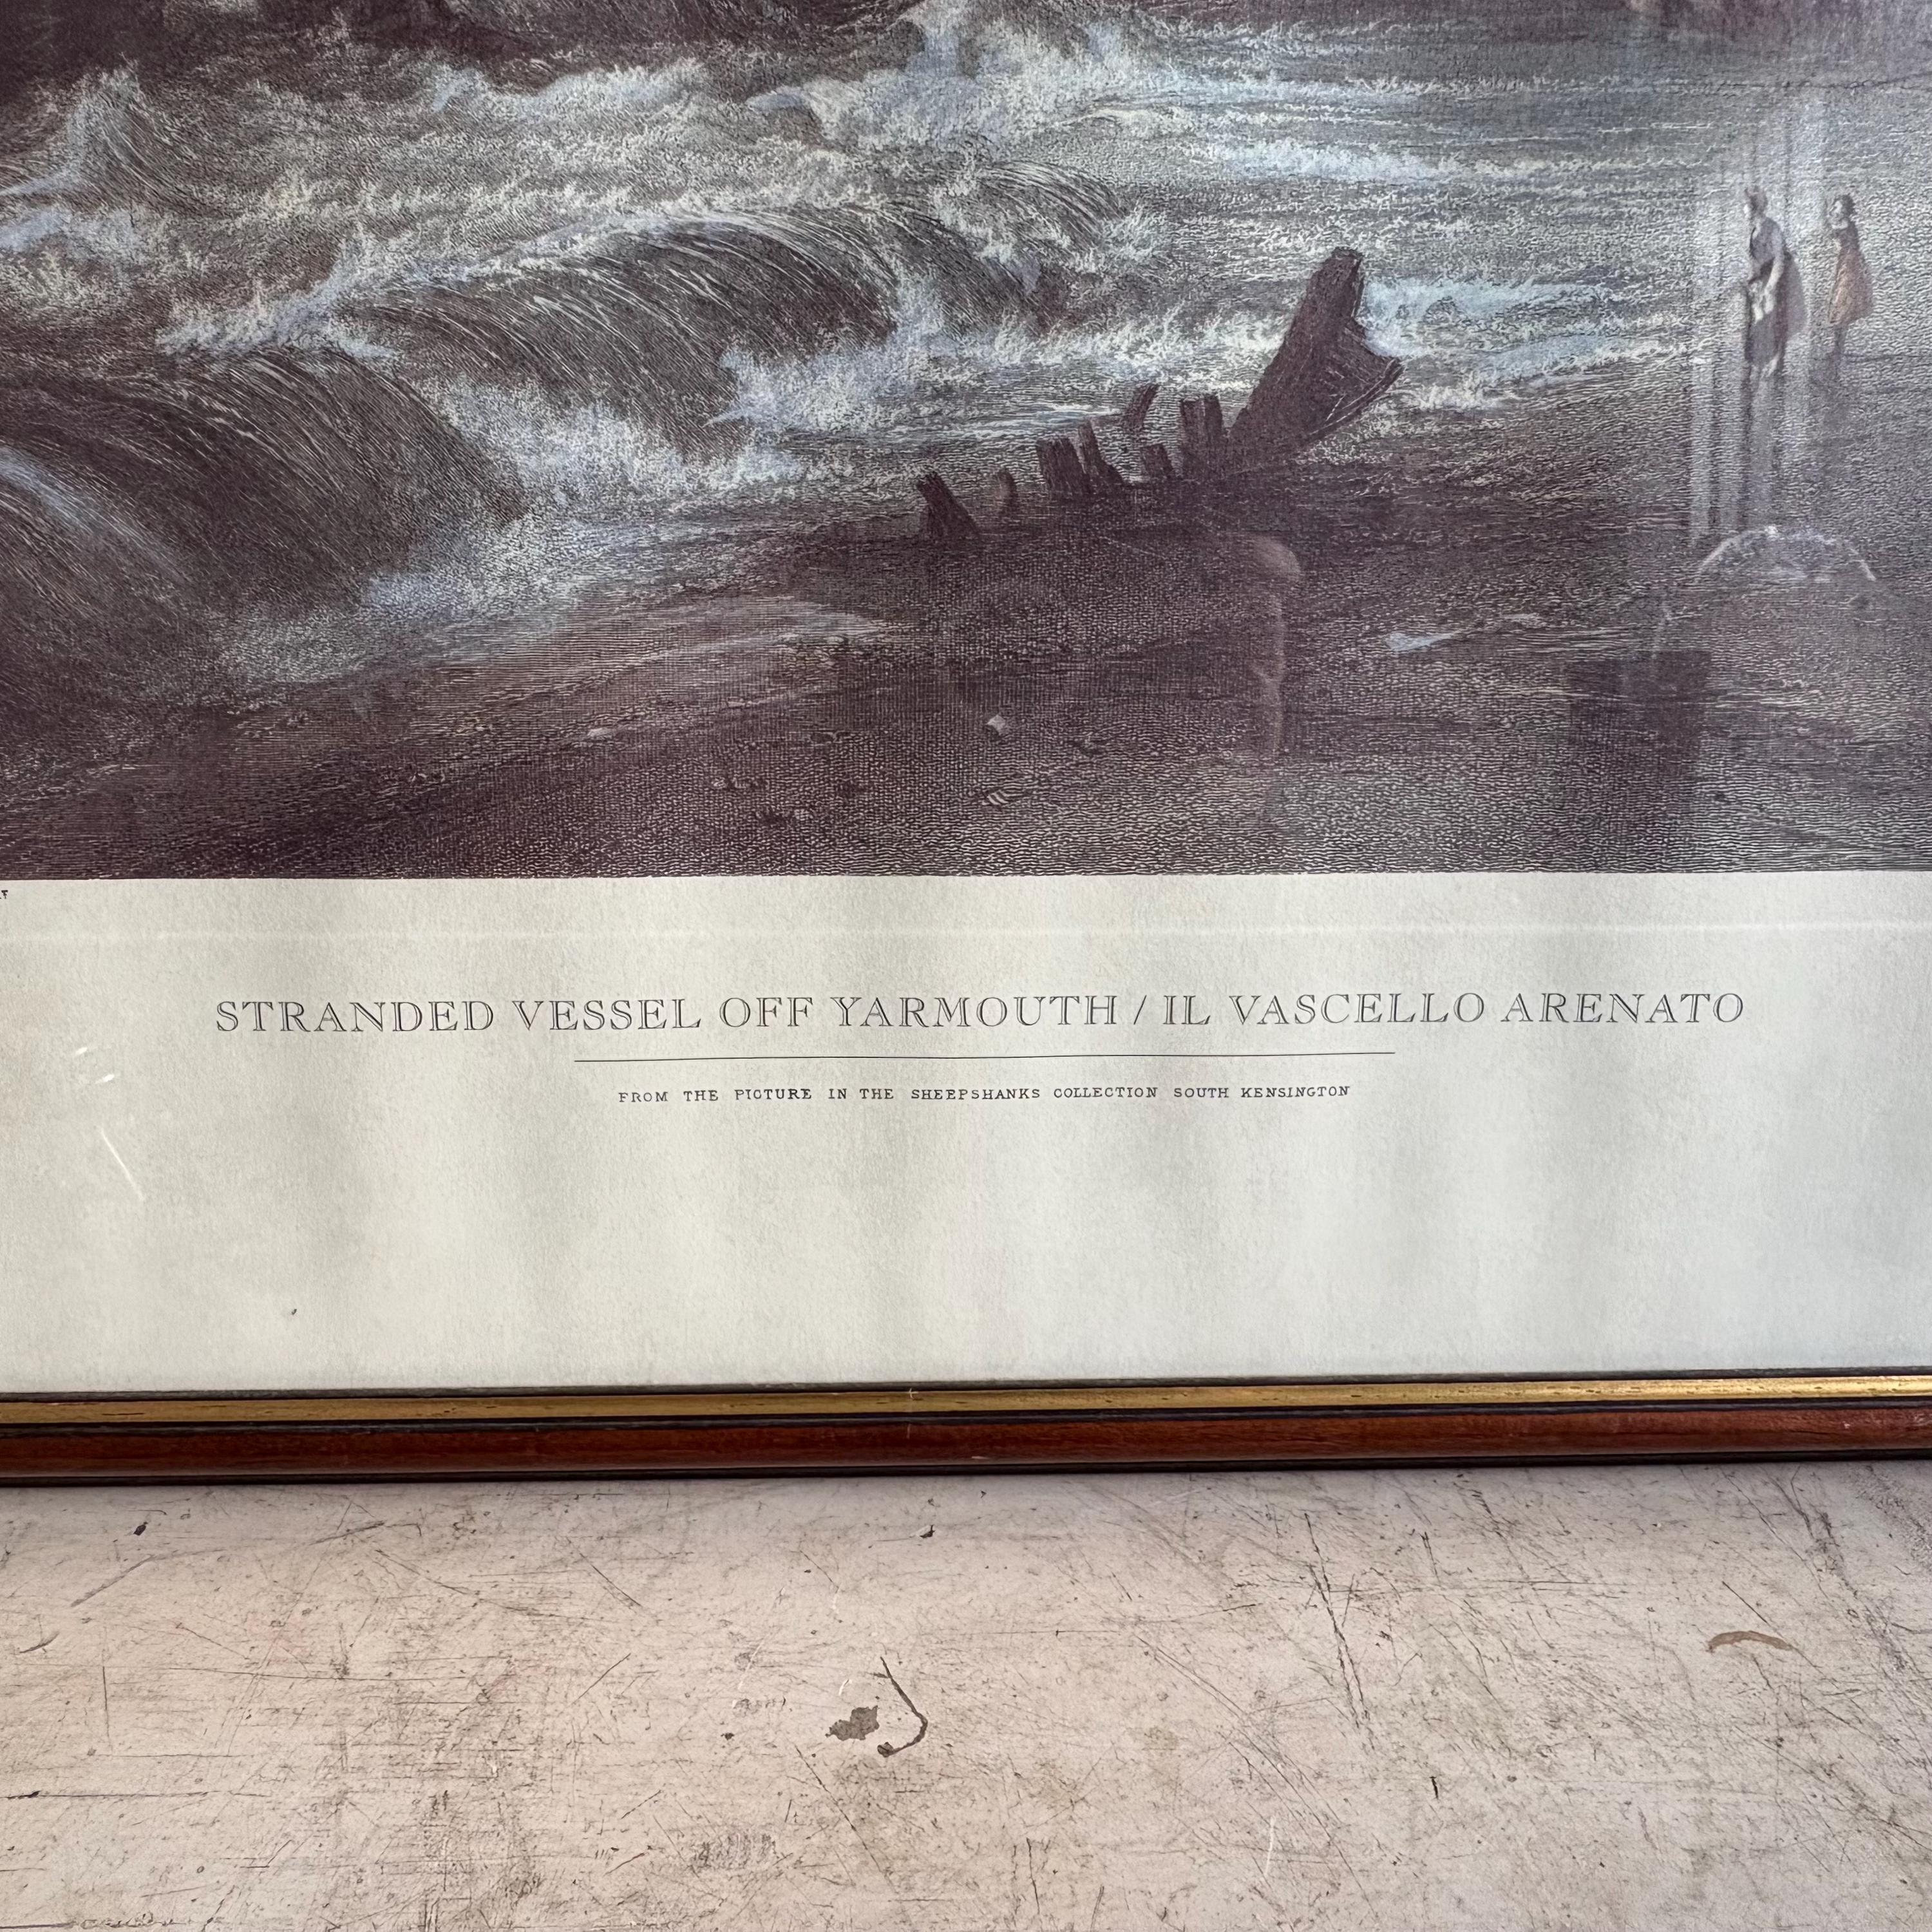 STRANDED VESSEL OFF YARMOUTH / IL VASCELLO ARENATO
FROM THE PICTURE IN THE SHEEPSHANKS COLLECTION SOUTH KENSINGTON